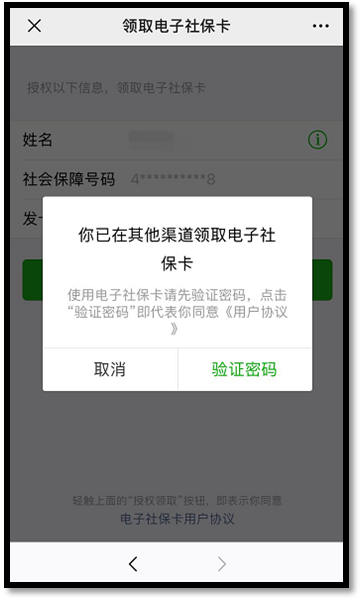 领取电子社保卡
授权以下信息，领取电子社保卡
姓名
社会保障号码 4**********8
发卡
你已在其他渠道领取电子社
保卡
使用电子社保卡请先验证密码，点击
“验证密码”即代表你同意《用户协议
》
取消 验证密码
轻触上面的“授权领取”按钮，即表示你同意
电子社保卡用户协议